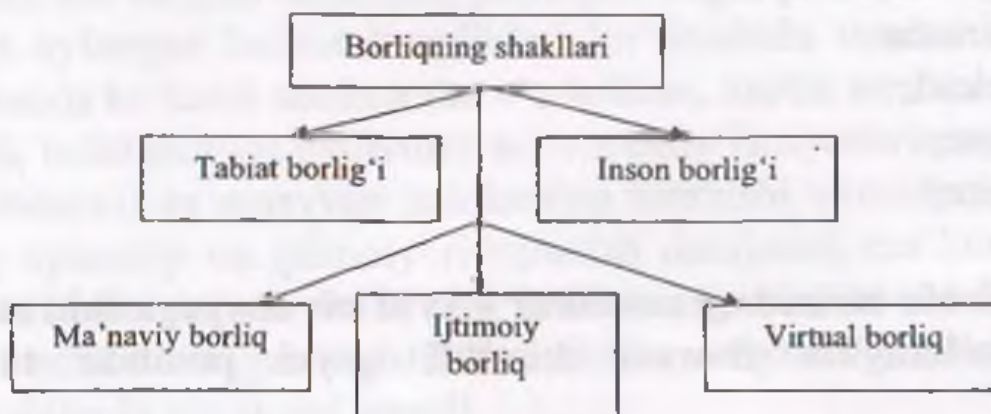 Borliqning shakllari
Tabiat borlig‘i
Inson borlig‘i
Ma’naviy borliq
Ijtimoiy
borliq
Virtual borliq